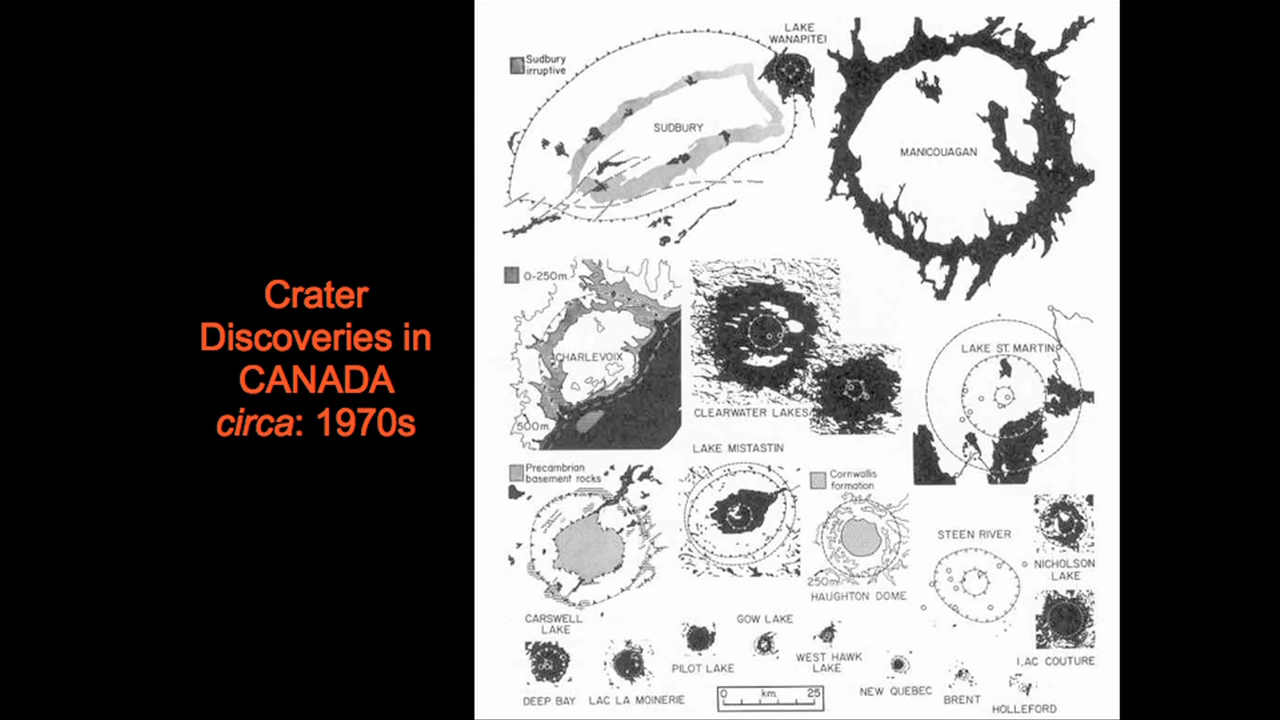 Crater
Discoveries in
CANADA
circa: 1970s
LAKE
WANAPITEI
Sudbury
irruptive
SUDBURY
MANICOUAGAN
0-250m.
CHARLEVOIX
500m.
CLEARWATER LAKES
LAKE ST. MARTIN
LAKE MISTASTIN
Precambrian
basement rocks
Cornwallis
formation
STEEN RIVER
250m.
HAUGHTON DOME
NICHOLSON
LAKE
CARSWELL
LAKE
GOW LAKE
PILOT LAKE
WEST HAWK
LAKE
LAC COUTURE
DEEP BAY
LAC LA MOINERIE
0 km. 25
NEW QUEBEC
BRENT
HOLLEFORD